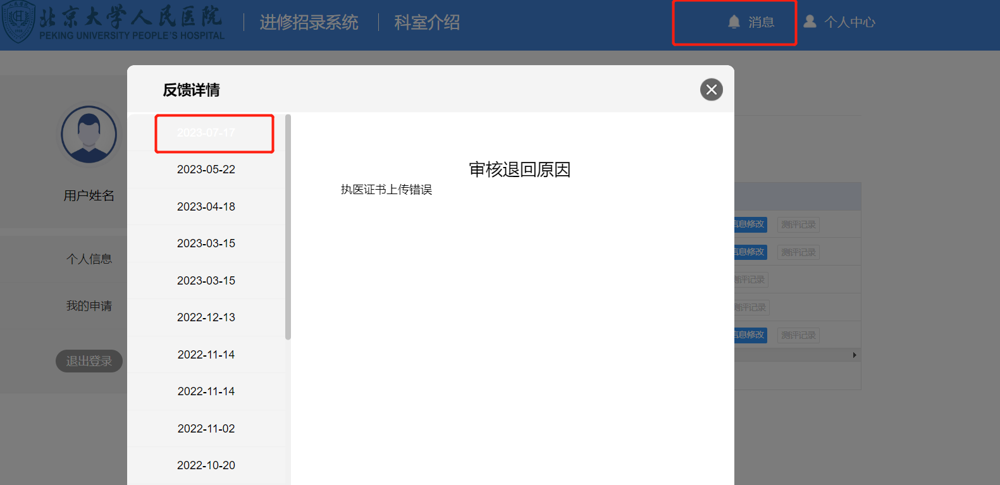 北京大学人民医院
PEKING UNIVERSITY PEOPLE'S HOSPITAL
进修招录系统
科室介绍
消息
个人中心
反馈详情
用户姓名
个人信息
我的申请
退出登录
2023-07-17
2023-05-22
2023-04-18
2023-03-15
2023-03-15
2022-12-13
2022-11-14
2022-11-14
2022-11-02
2022-10-20
审核退回原因
执医证书上传错误
信息修改 测评记录
信息修改 测评记录
测评记录
测评记录
信息修改 测评记录